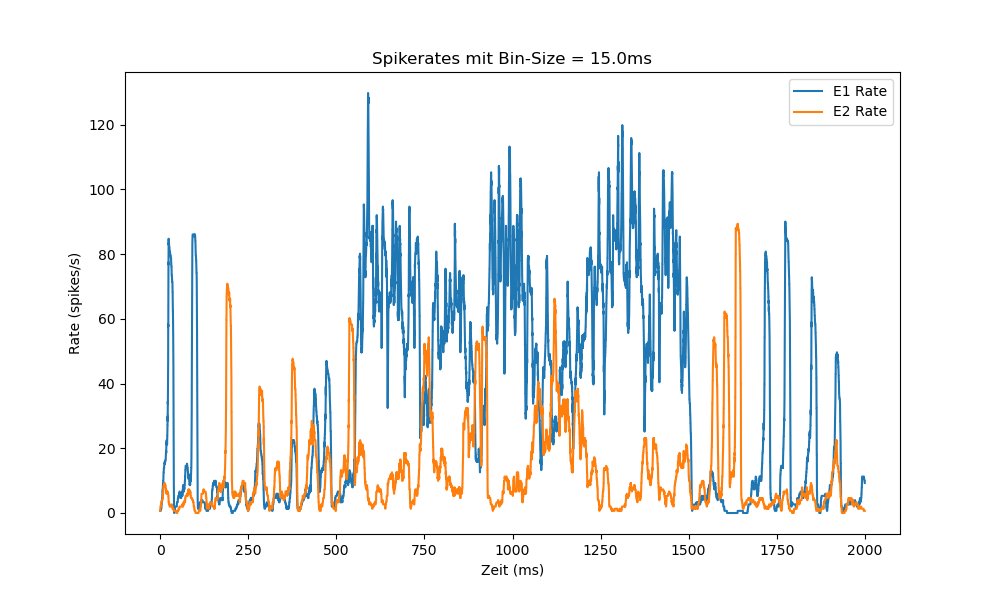 Spikerates mit Bin-Size = 15.0ms
E1 Rate
E2 Rate
120
100
80
60
40
20
0
Rate (spikes/s)
0 250 500 750 1000 1250 1500 1750 2000
Zeit (ms)